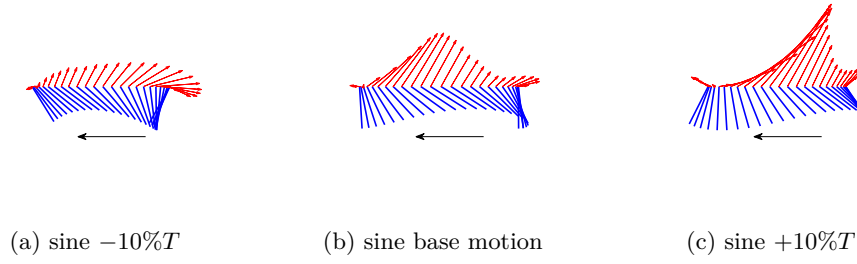 (a) sine −10%T
(b) sine base motion
(c) sine +10%T